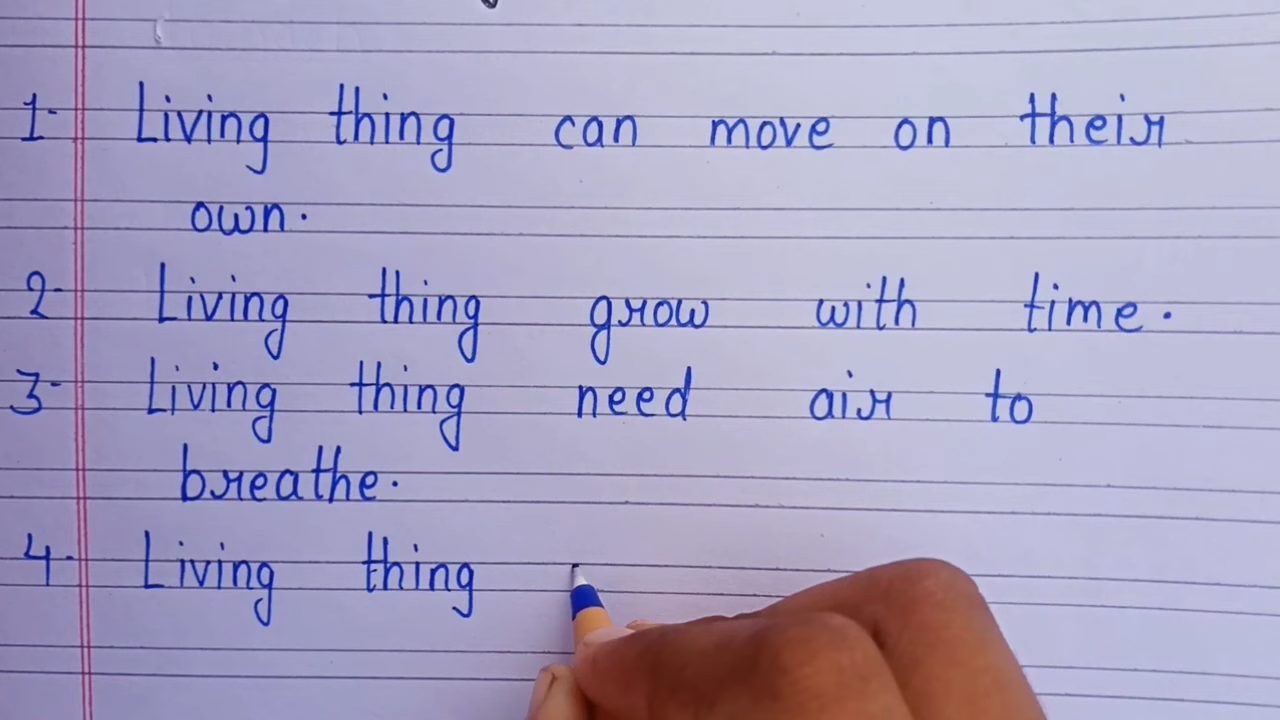 1- Living thing can move on their
own.
2- Living thing grow with time.
3- Living thing need air to
breathe.
4- Living thing